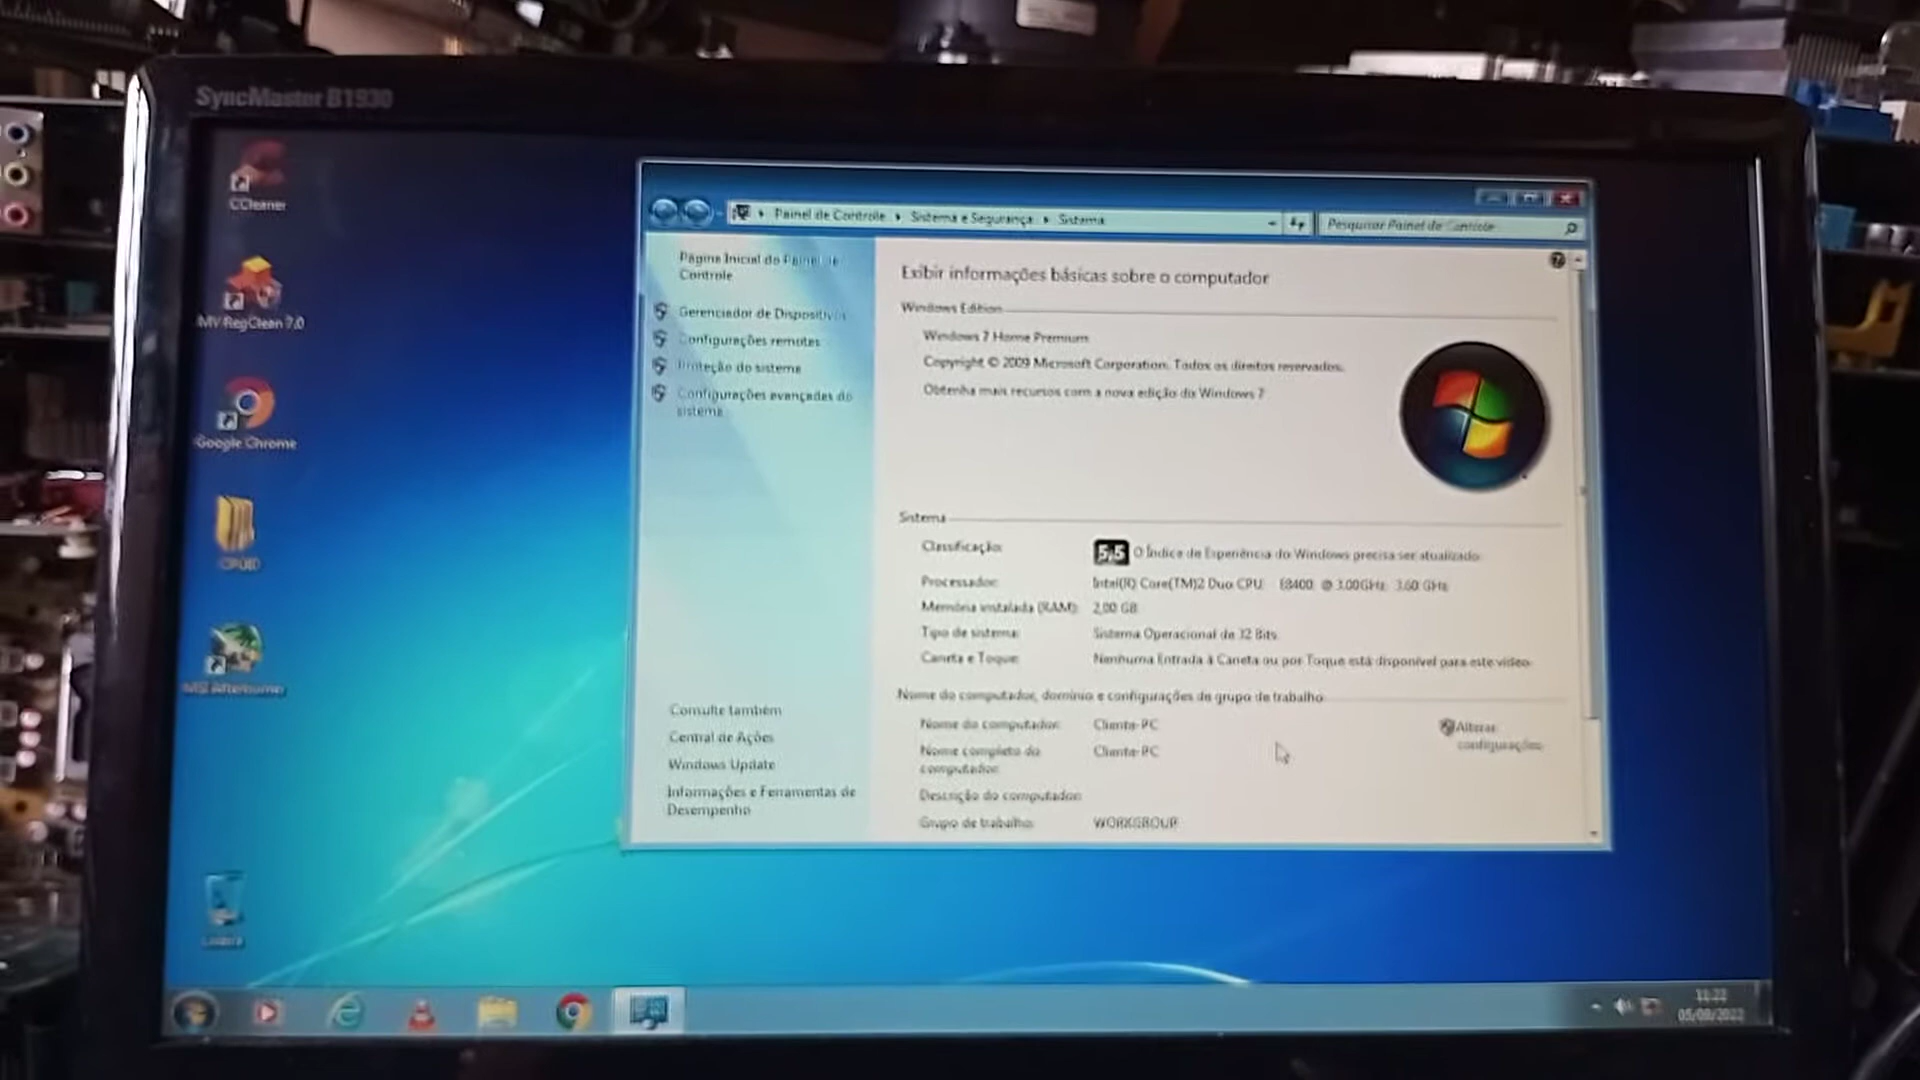 SyncMaster B1930
CCleaner
MV RegClean 7.0
Google Chrome
CPUID
MSI Afterburner
Lixeira
Painel de Controle
Sistema e Segurança
Sistema
Pesquisar Painel de Controle
Página Inicial do Painel de
Controle
Gerenciador de Dispositivos
Configurações remotas
Proteção do sistema
Configurações avançadas do
sistema
Consulte também
Central de Ações
Windows Update
Informações e Ferramentas de
Desempenho
Exibir informações básicas sobre o computador
Windows Edition
Windows 7 Home Premium
Copyright © 2009 Microsoft Corporation. Todos os direitos reservados.
Obtenha mais recursos com a nova edição do Windows 7
Sistema
Classificação:
5,5 O Índice de Experiência do Windows precisa ser atualizado
Processador:
Intel(R) Core(TM)2 Duo CPU E8400 @ 3.00GHz 3.60 GHz
Memória instalada (RAM):
2,00 GB
Tipo de sistema:
Sistema Operacional de 32 Bits
Caneta e Toque:
Nenhuma Entrada à Caneta ou por Toque está disponível para este vídeo
Nome do computador, domínio e configurações de grupo de trabalho
Nome do computador:
Cliente-PC
Alterar
configurações
Nome completo do
computador:
Cliente-PC
Descrição do computador:
Grupo de trabalho:
WORKGROUP
11:22